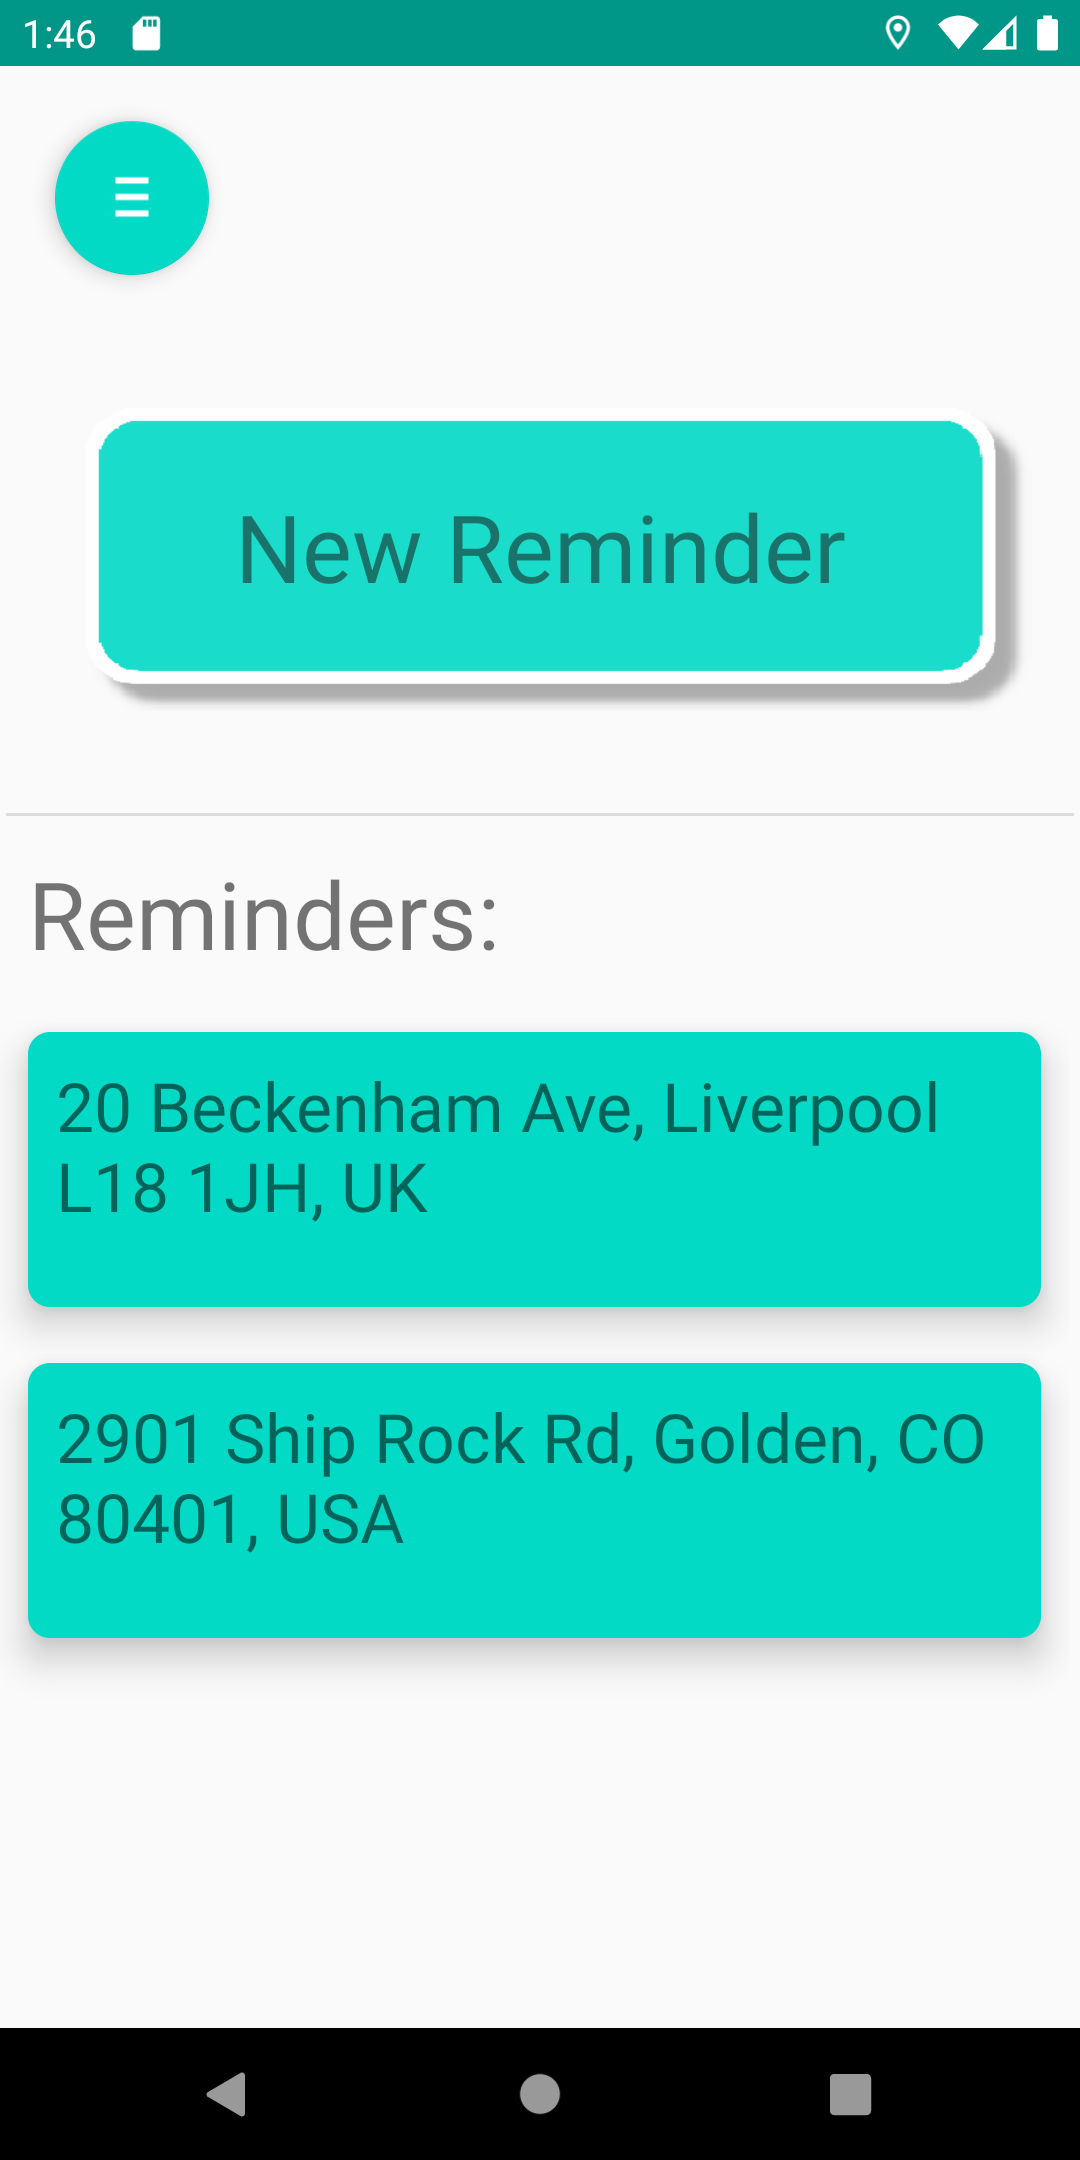 1:46
New Reminder
Reminders:
20 Beckenham Ave, Liverpool
L18 1JH, UK
2901 Ship Rock Rd, Golden, CO
80401, USA